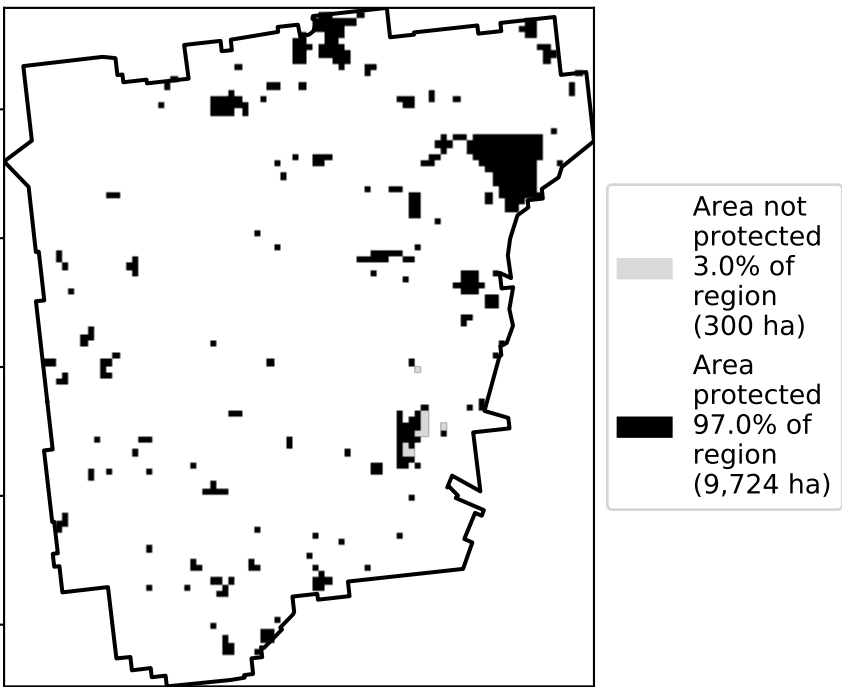 Area not
protected
3.0% of
region
(300 ha)
Area
protected
97.0% of
region
(9,724 ha)